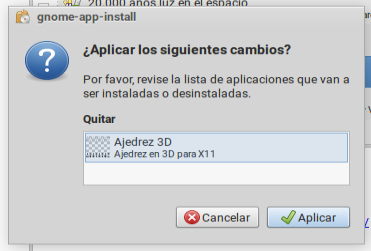 20.000 años luz en el espacio
gnome-app-install
¿Aplicar los siguientes cambios?
Por favor, revise la lista de aplicaciones que van a
ser instaladas o desinstaladas.
Quitar
Ajedrez 3D
Ajedrez en 3D para X11
Cancelar
Aplicar